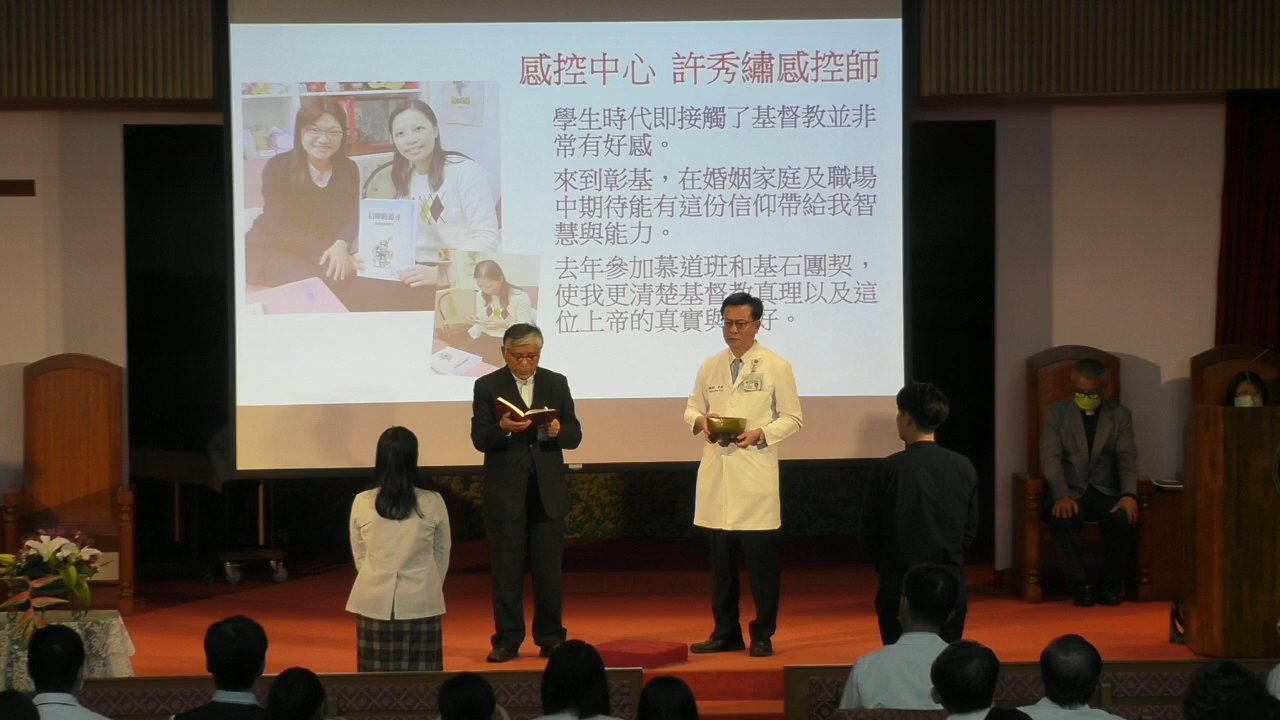 感控中心 許秀繡感控師
學生時代即接觸了基督教並非
常有好感。
來到彰基，在婚姻家庭及職場
中期待能有這份信仰帶給我智
慧與能力。
去年參加慕道班和基石團契，
使我更清楚基督教真理以及這
位上帝的真實與
好。